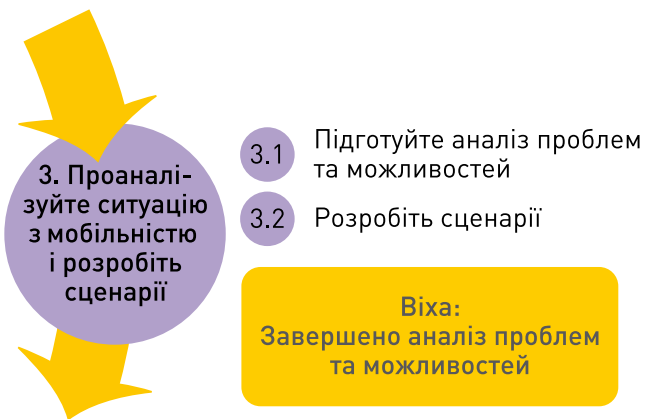 3. Проаналі-
зуйте ситуацію
з мобільністю
і розробіть
сценарії
3.1 Підготуйте аналіз проблем
та можливостей
3.2 Розробіть сценарії
Віха:
Завершено аналіз проблем
та можливостей